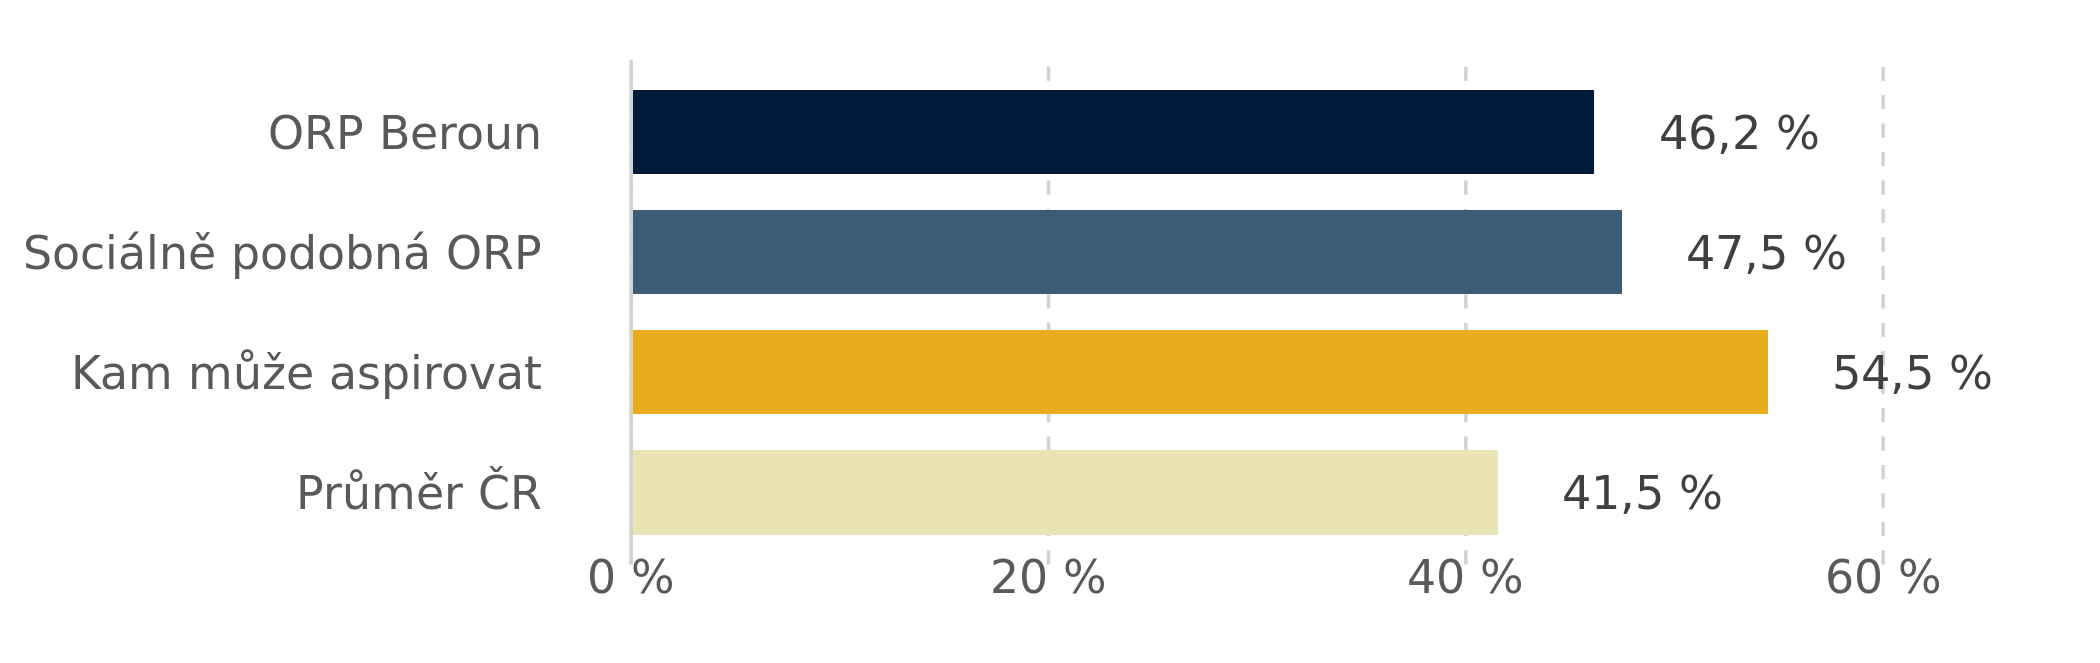 ORP Beroun 46,2 %
Sociálně podobná ORP 47,5 %
Kam může aspirovat 54,5 %
Průměr ČR 41,5 %
0 % 20 % 40 % 60 %